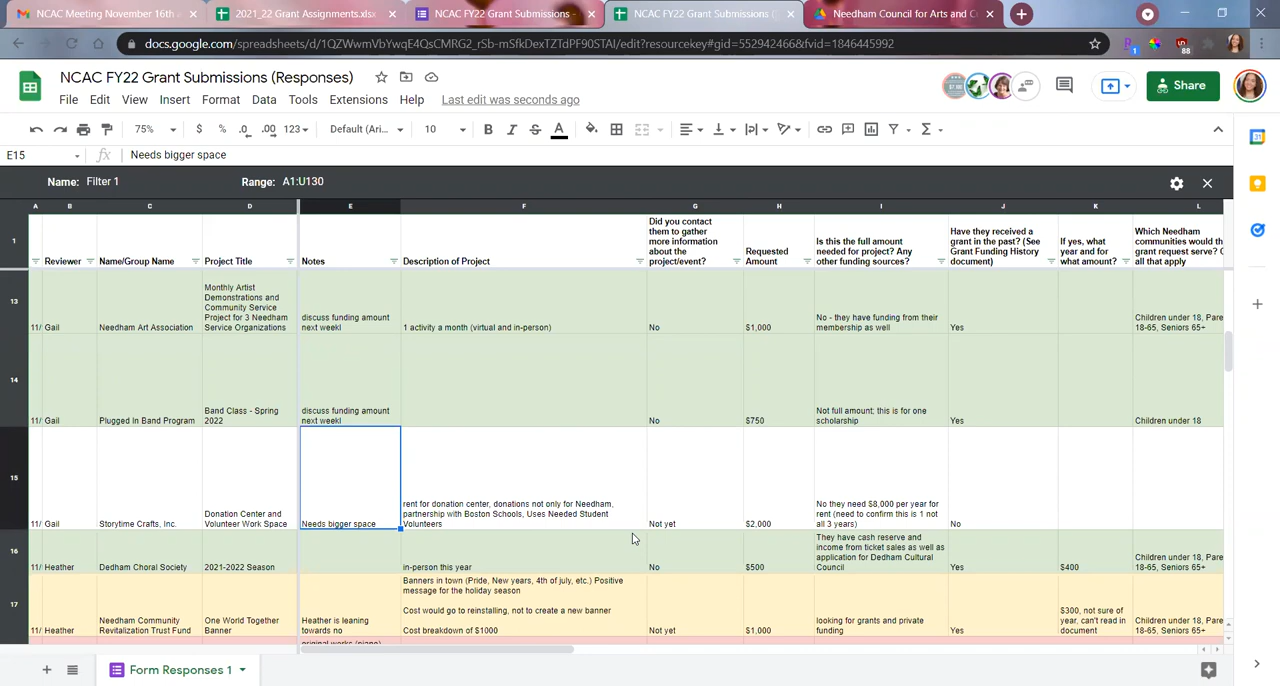 NCAC Meeting November 16th
2021_22 Grant Assignments.xlsx
NCAC FY22 Grant Submissions -
NCAC FY22 Grant Submissions
Needham Council for Arts and C
docs.google.com/spreadsheets/d/1QZWwmVbYwqE4QsCMRG2_rSb-mSfkDexTZTdPF90STAI/edit?resourcekey#gid=552942466&fvid=1846445992
1
88
NCAC FY22 Grant Submissions (Responses)
File Edit View Insert Format Data Tools Extensions Help Last edit was seconds ago
Share
75% $ % .0 .00 123 Default (Ari... 10 B I S A
E15 fx Needs bigger space
31
Name: Filter 1 Range: A1:U130
A B C D E F G H I J K L
1
Reviewer
Name/Group Name
Project Title
Notes
Description of Project
Did you contact
them to gather
more information
about the
project/event?
Requested
Amount
Is this the full amount
needed for project? Any
other funding sources?
Have they received a
grant in the past? (See
Grant Funding History
document)
If yes, what
year and for
what amount?
Which Needham
communities would th
grant request serve?
all that apply
13
11/ Gail
Needham Art Association
Monthly Artist
Demonstrations and
Community Service
Project for 3 Needham
Service Organizations
discuss funding amount
next week!
1 activity a month (virtual and in-person)
No
$1,000
No - they have funding from their
membership as well
Yes
Children under 18, Pare
18-65, Seniors 65+
14
11/ Gail
Plugged In Band Program
Band Class - Spring
2022
discuss funding amount
next week!
No
$750
Not full amount; this is for one
scholarship
Yes
Children under 18
15
11/ Gail
Storytime Crafts, Inc.
Donation Center and
Volunteer Work Space
Needs bigger space
rent for donation center, donations not only for Needham,
partnership with Boston Schools, Uses Needed Student
Volunteers
Not yet
$2,000
No they need $8,000 per year for
rent (need to confirm this is 1 not
all 3 years)
No
16
11/ Heather
Dedham Choral Society
2021-2022 Season
in-person this year
No
$500
They have cash reserve and
income from ticket sales as well as
application for Dedham Cultural
Council
Yes
$400
Children under 18, Pare
18-65, Seniors 65+
17
11/ Heather
Needham Community
Revitalization Trust Fund
One World Together
Banner
Heather is leaning
towards no
Banners in town (Pride, New years, 4th of july, etc.) Positive
message for the holiday season
Cost would go to reinstalling, not to create a new banner
Cost breakdown of $1000
Not yet
$1,000
looking for grants and private
funding
Yes
$300, not sure of
year, can't read in
document
Children under 18, Pare
18-65, Seniors 65+
original works (piano)
Form Responses 1